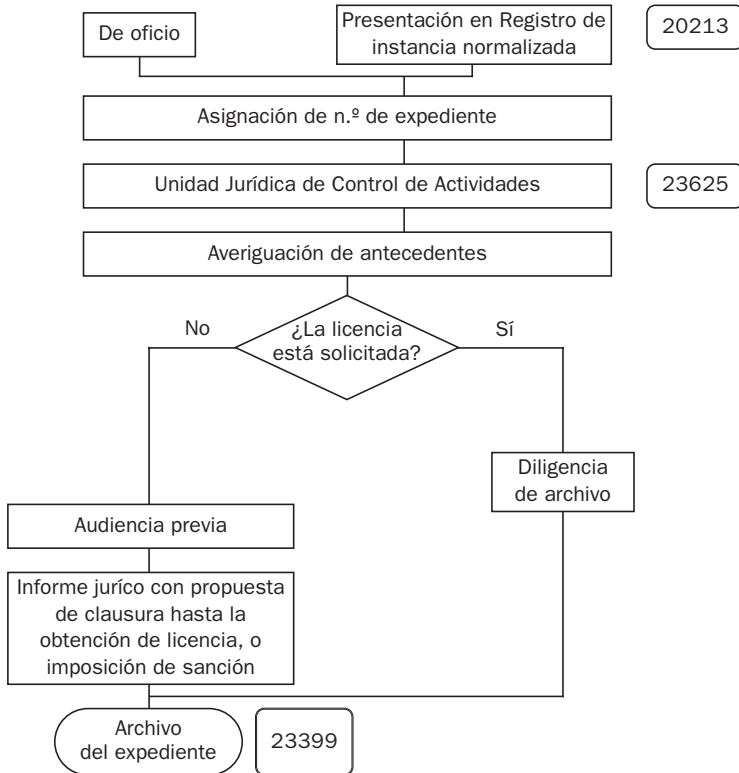 De oficio
Presentación en Registro de
instancia normalizada
20213
Asignación de n.º de expediente
Unidad Jurídica de Control de Actividades
23625
Averiguación de antecedentes
No
¿La licencia
está solicitada?
Sí
Diligencia
de archivo
Audiencia previa
Informe juríco con propuesta
de clausura hasta la
obtención de licencia, o
imposición de sanción
Archivo
del expediente
23399